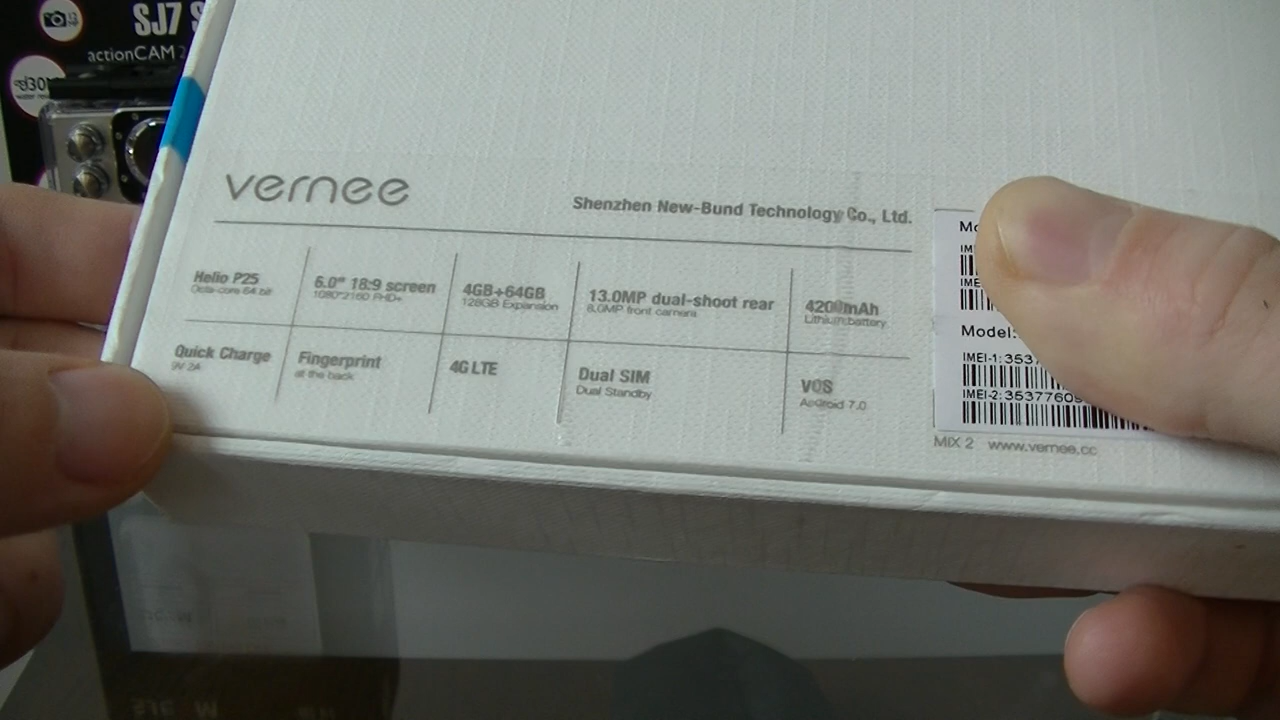 SJ7 S
actionCAM
30M
vernee
Shenzhen New-Bund Technology Co., Ltd.
Helio P25
Octa-core 64 bit
6.0" 18:9 screen
1080*2160 FHD+
4GB+64GB
128GB Expansion
13.0MP dual-shoot rear
8.0MP front camera
4200mAh
Lithium battery
Quick Charge
9V 2A
Fingerprint
at the back
4G LTE
Dual SIM
Dual Standby
VOS
Android 7.0
Model:
IMEI-1: 353
IMEI-2: 3537760
MIX 2 www.vernee.cc